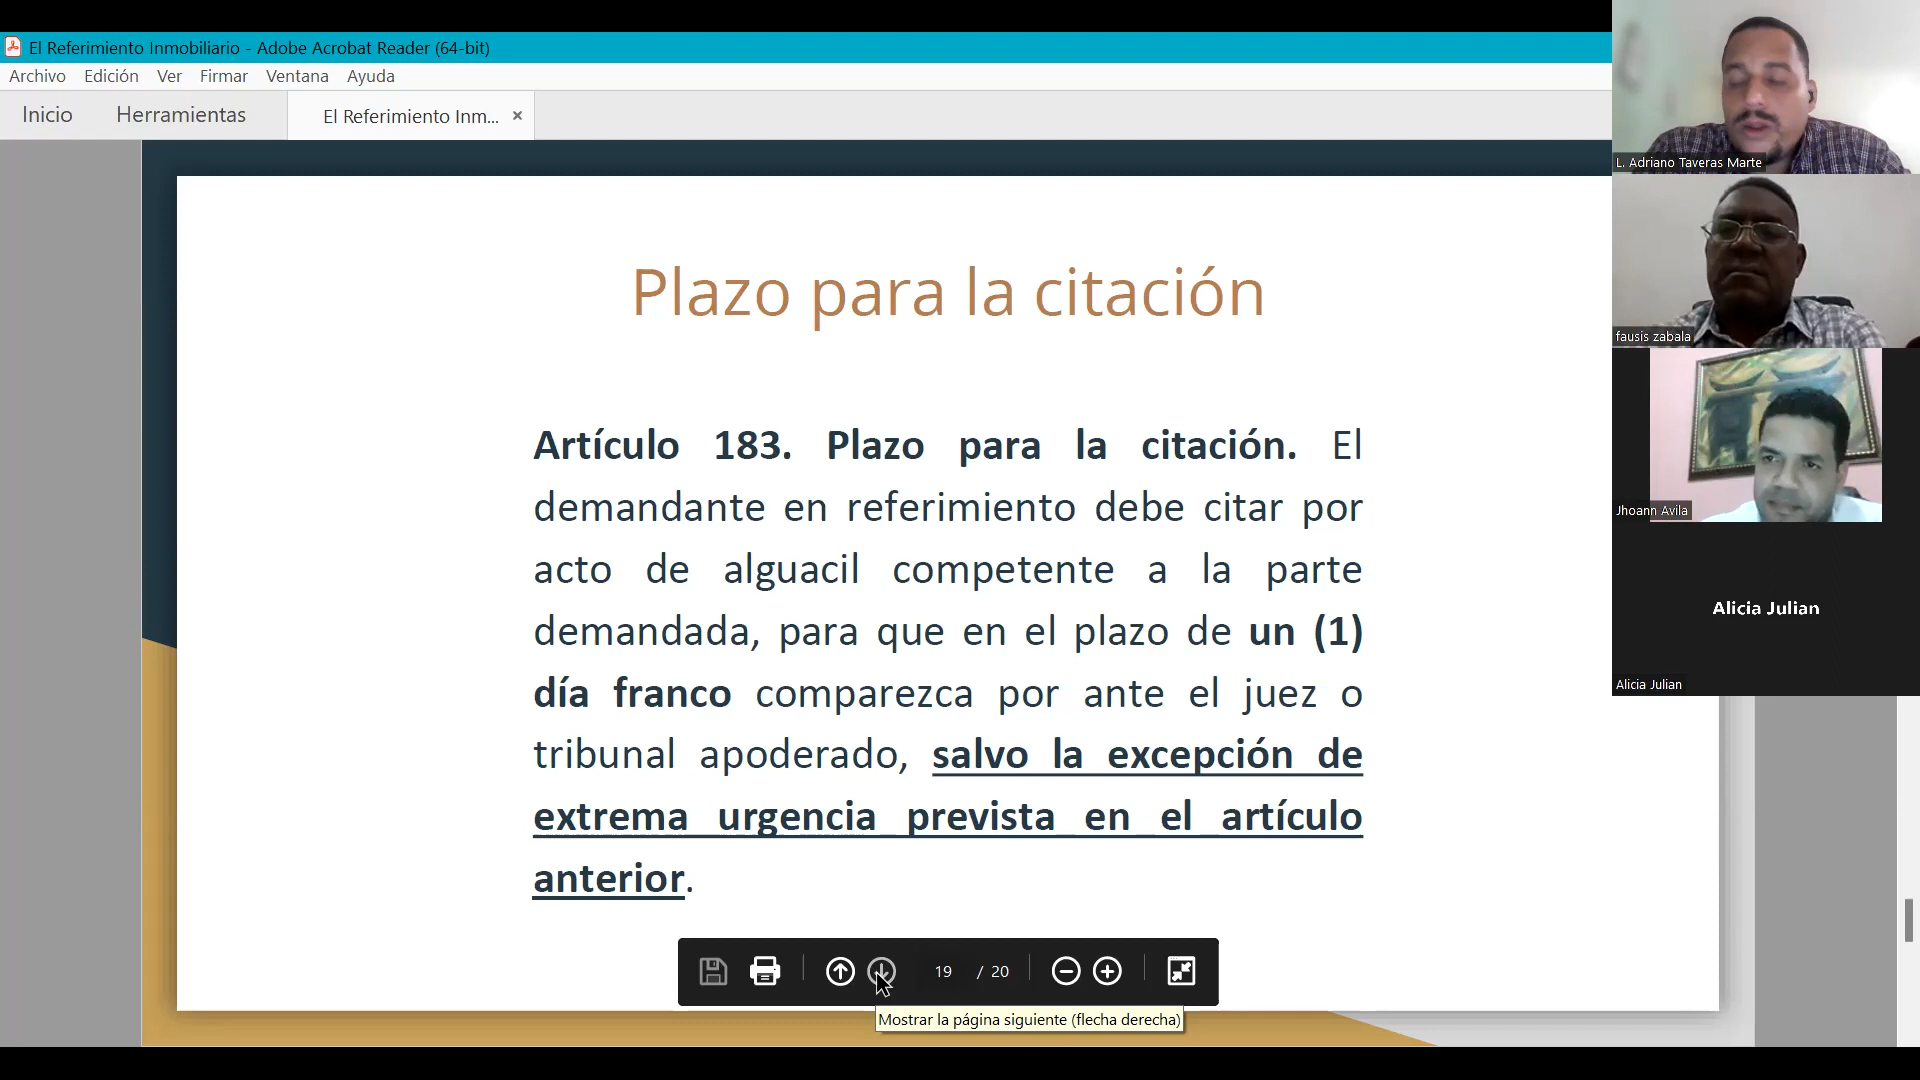 El Referimiento Inmobiliario - Adobe Acrobat Reader (64-bit)
Archivo Edición Ver Firmar Ventana Ayuda
Inicio Herramientas El Referimiento Inm... ×
Plazo para la citación
Artículo 183. Plazo para la citación. El
demandante en referimiento debe citar por
acto de alguacil competente a la parte
demandada, para que en el plazo de un (1)
día franco comparezca por ante el juez o
tribunal apoderado, salvo la excepción de
extrema urgencia prevista en el artículo
anterior.
19 / 20
Mostrar la página siguiente (flecha derecha)
L. Adriano Taveras Marte
fausis zabala
Jhoann Avila
Alicia Julian
Alicia Julian